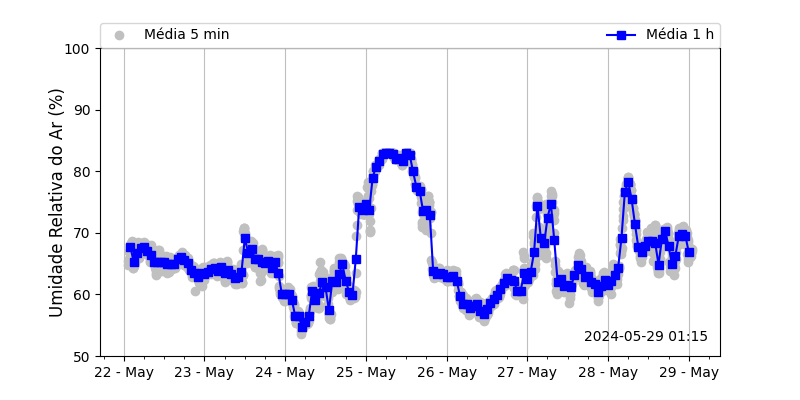 Média 5 min
Média 1 h
Umidade Relativa do Ar (%)
100
90
80
70
60
50
2024-05-29 01:15
22 - May
23 - May
24 - May
25 - May
26 - May
27 - May
28 - May
29 - May